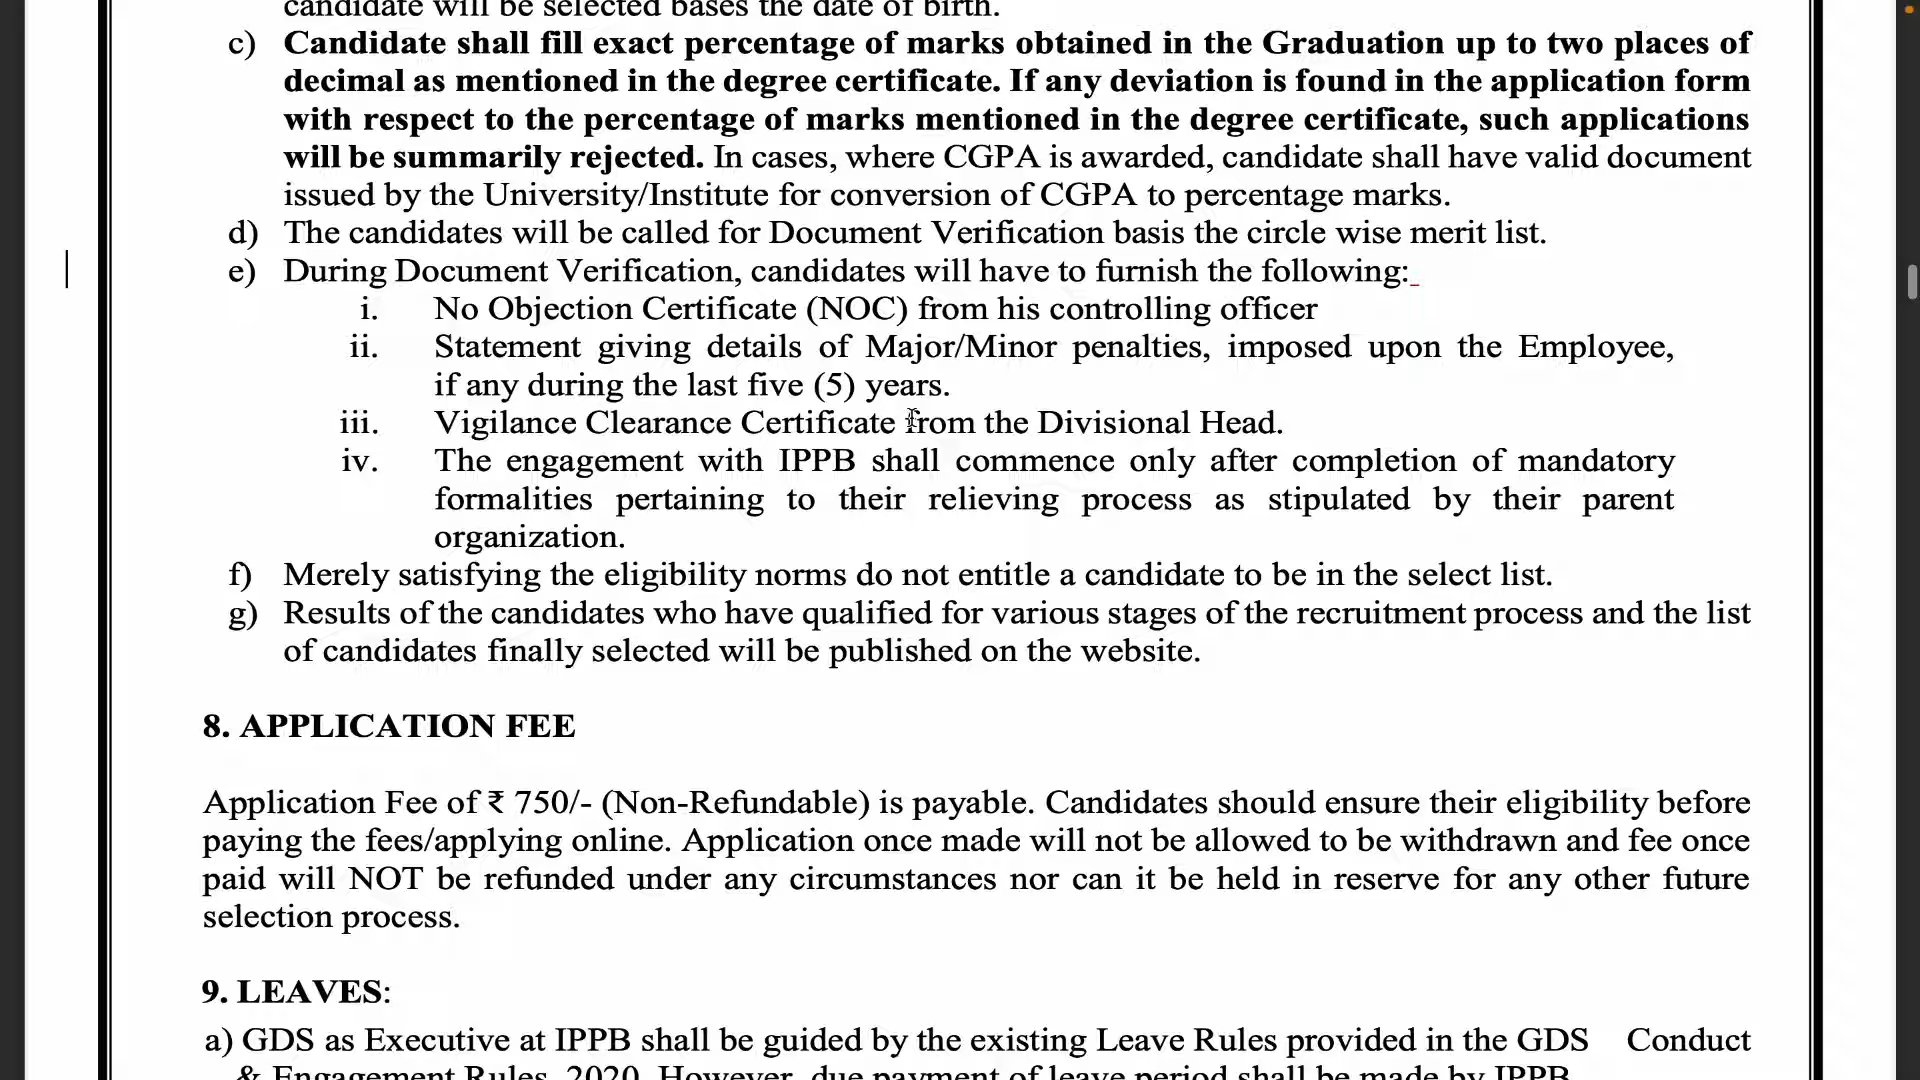 candidate will be selected bases the date of birth.
c) Candidate shall fill exact percentage of marks obtained in the Graduation up to two places of
decimal as mentioned in the degree certificate. If any deviation is found in the application form
with respect to the percentage of marks mentioned in the degree certificate, such applications
will be summarily rejected. In cases, where CGPA is awarded, candidate shall have valid document
issued by the University/Institute for conversion of CGPA to percentage marks.
d) The candidates will be called for Document Verification basis the circle wise merit list.
e) During Document Verification, candidates will have to furnish the following:
i. No Objection Certificate (NOC) from his controlling officer
ii. Statement giving details of Major/Minor penalties, imposed upon the Employee,
if any during the last five (5) years.
iii. Vigilance Clearance Certificate from the Divisional Head.
iv. The engagement with IPPB shall commence only after completion of mandatory
formalities pertaining to their relieving process as stipulated by their parent
organization.
f) Merely satisfying the eligibility norms do not entitle a candidate to be in the select list.
g) Results of the candidates who have qualified for various stages of the recruitment process and the list
of candidates finally selected will be published on the website.
8. APPLICATION FEE
Application Fee of ₹ 750/- (Non-Refundable) is payable. Candidates should ensure their eligibility before
paying the fees/applying online. Application once made will not be allowed to be withdrawn and fee once
paid will NOT be refunded under any circumstances nor can it be held in reserve for any other future
selection process.
9. LEAVES:
a) GDS as Executive at IPPB shall be guided by the existing Leave Rules provided in the GDS Conduct
& Engagement Rules, 2020. However, due payment of leave period shall be made by IPPB